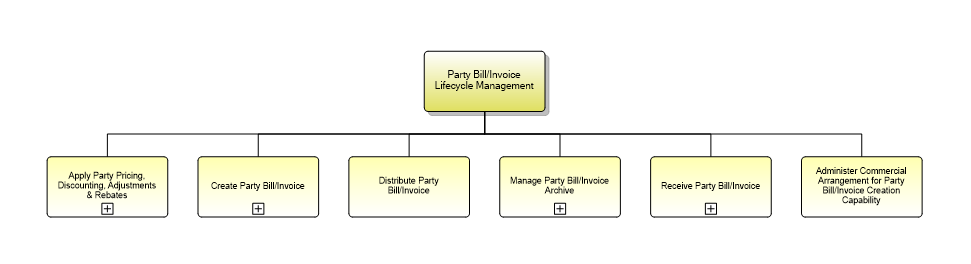 Party Bill/Invoice
Lifecycle Management
Apply Party Pricing,
Discounting, Adjustments
& Rebates
Create Party Bill/Invoice
Distribute Party
Bill/Invoice
Manage Party Bill/Invoice
Archive
Receive Party Bill/Invoice
Administer Commercial
Arrangement for Party
Bill/Invoice Creation
Capability